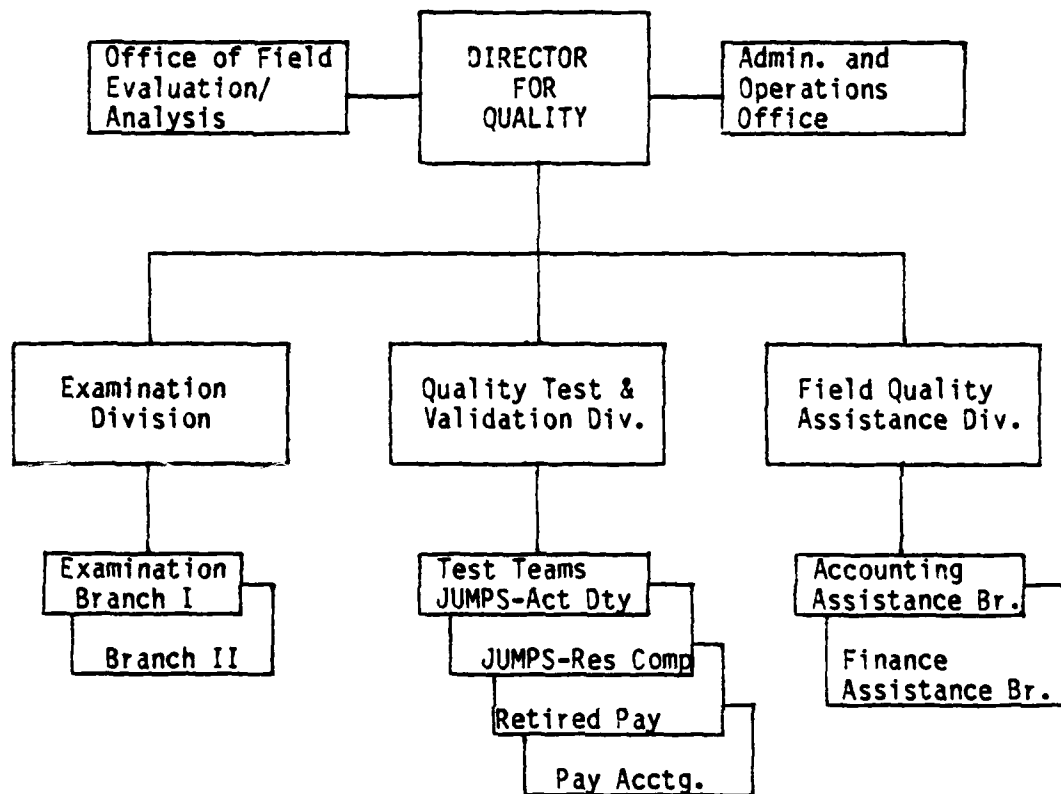 Office of Field
Evaluation/
Analysis
DIRECTOR
FOR
QUALITY
Admin. and
Operations
Office
Examination
Division
Quality Test &
Validation Div.
Field Quality
Assistance Div.
Examination
Branch I
Branch II
Test Teams
JUMPS-Act Dty
JUMPS-Res Comp
Retired Pay
Pay Acctg.
Accounting
Assistance Br.
Finance
Assistance Br.